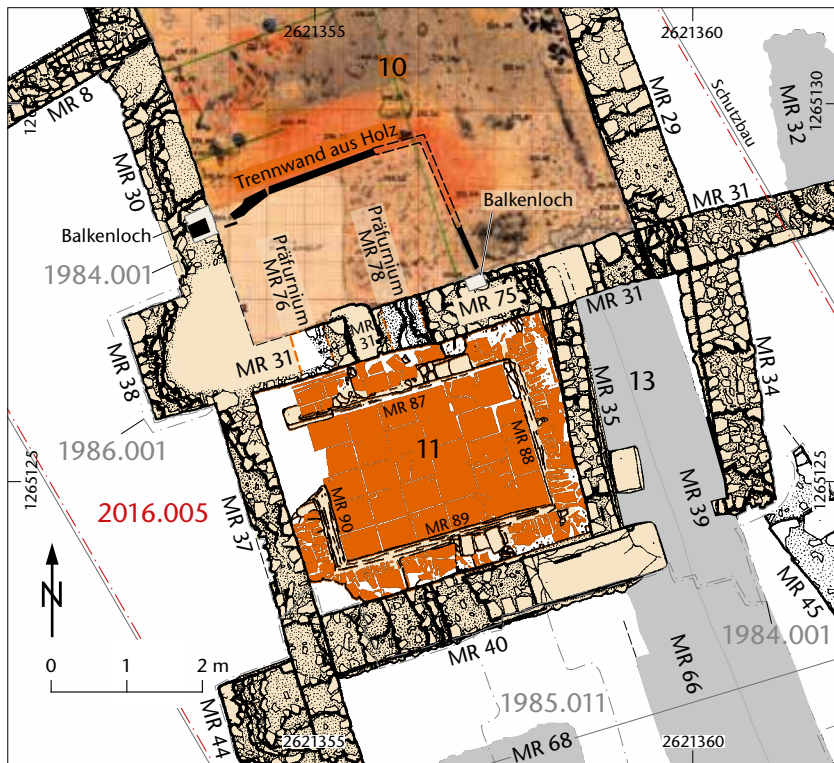 2621355
2621360
10
MR 8
MR 29
MR 32
1265130
1265130
Schutzbau
MR 30
Trennwand aus Holz
MR 31
Balkenloch
Balkenloch
Präfurnium
MR 76
Präfurnium
MR 78
1984.001
MR 75
MR 31
MR 31
MR 31
13
MR 38
MR 35
MR 34
MR 87
MR 88
11
1986.001
1265125
1265125
2016.005
MR 37
MR 90
MR 89
MR 39
MR 45
N
0 1 2 m
MR 40
1984.001
MR 66
1985.011
MR 44
2621355
MR 68
2621360